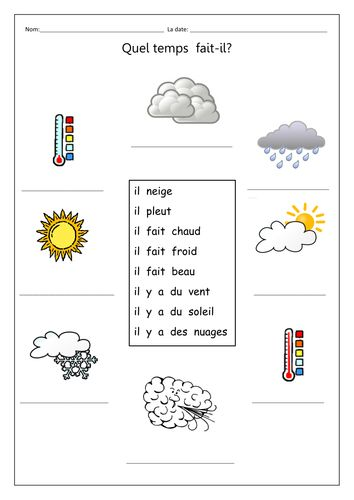 Nom: La date:
Quel temps fait-il?
il neige
il pleut
il fait chaud
il fait froid
il fait beau
il y a du vent
il y a du soleil
il y a des nuages